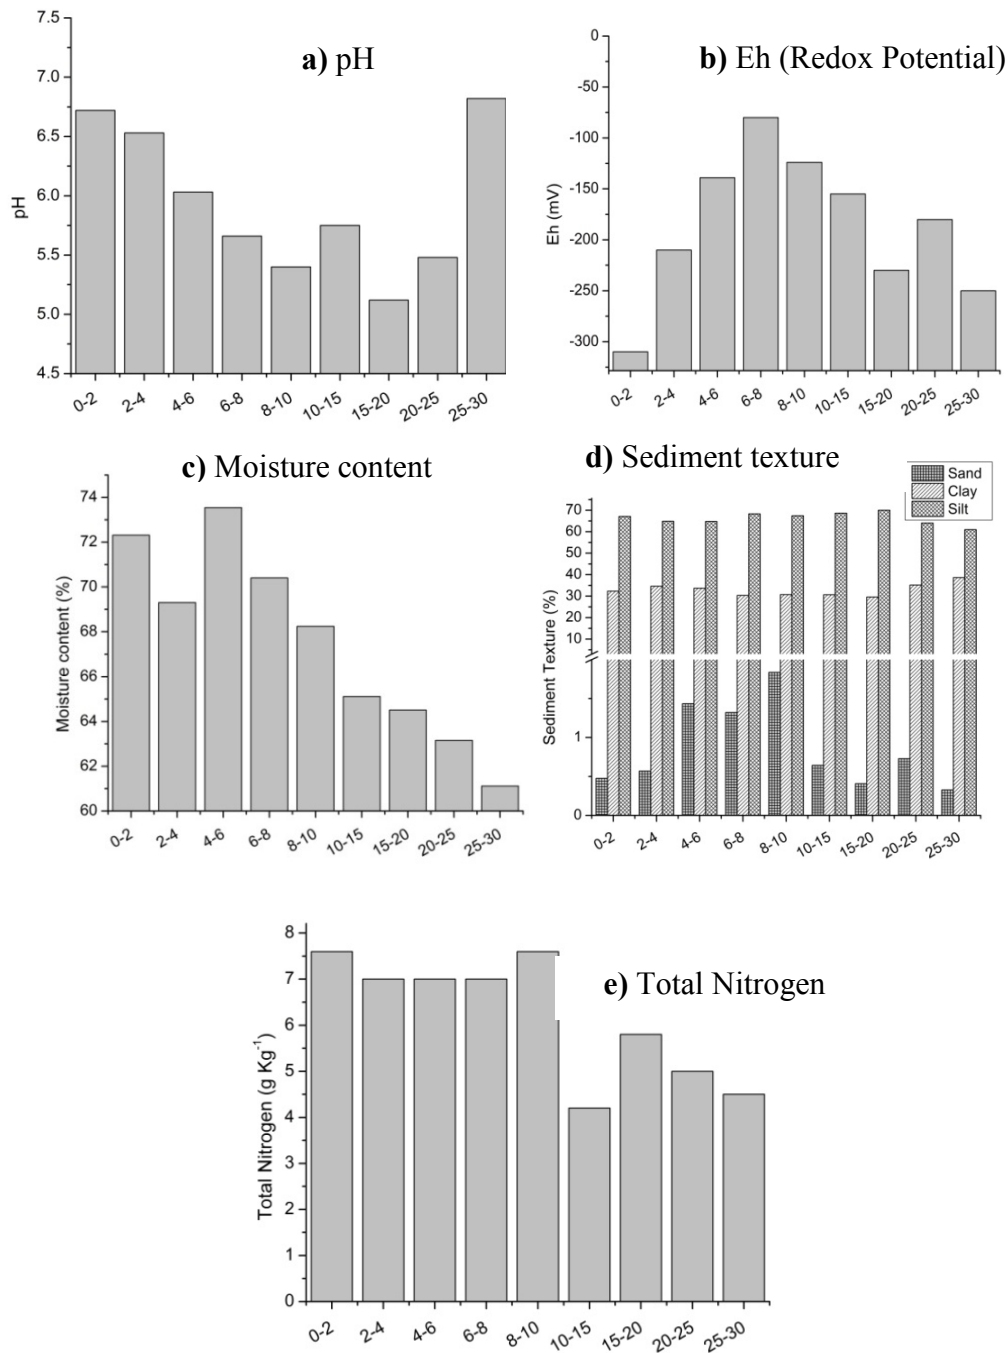 a) pH
7.5
7.0
6.5
6.0
5.5
5.0
4.5
pH
0-2 2-4 4-6 6-8 8-10 10-15 15-20 20-25 25-30
b) Eh (Redox Potential)
0
-50
-100
-150
-200
-250
-300
Eh (mV)
0-2 2-4 4-6 6-8 8-10 10-15 15-20 20-25 25-30
c) Moisture content
74
72
70
68
66
64
62
60
Moisture content (%)
0-2 2-4 4-6 6-8 8-10 10-15 15-20 20-25 25-30
d) Sediment texture
Sand
Clay
Silt
70
60
50
40
30
20
10
1
0
Sediment Texture (%)
0-2 2-4 4-6 6-8 8-10 10-15 15-20 20-25 25-30
e) Total Nitrogen
8
7
6
5
4
3
2
1
0
Total Nitrogen (g Kg⁻¹)
0-2 2-4 4-6 6-8 8-10 10-15 15-20 20-25 25-30